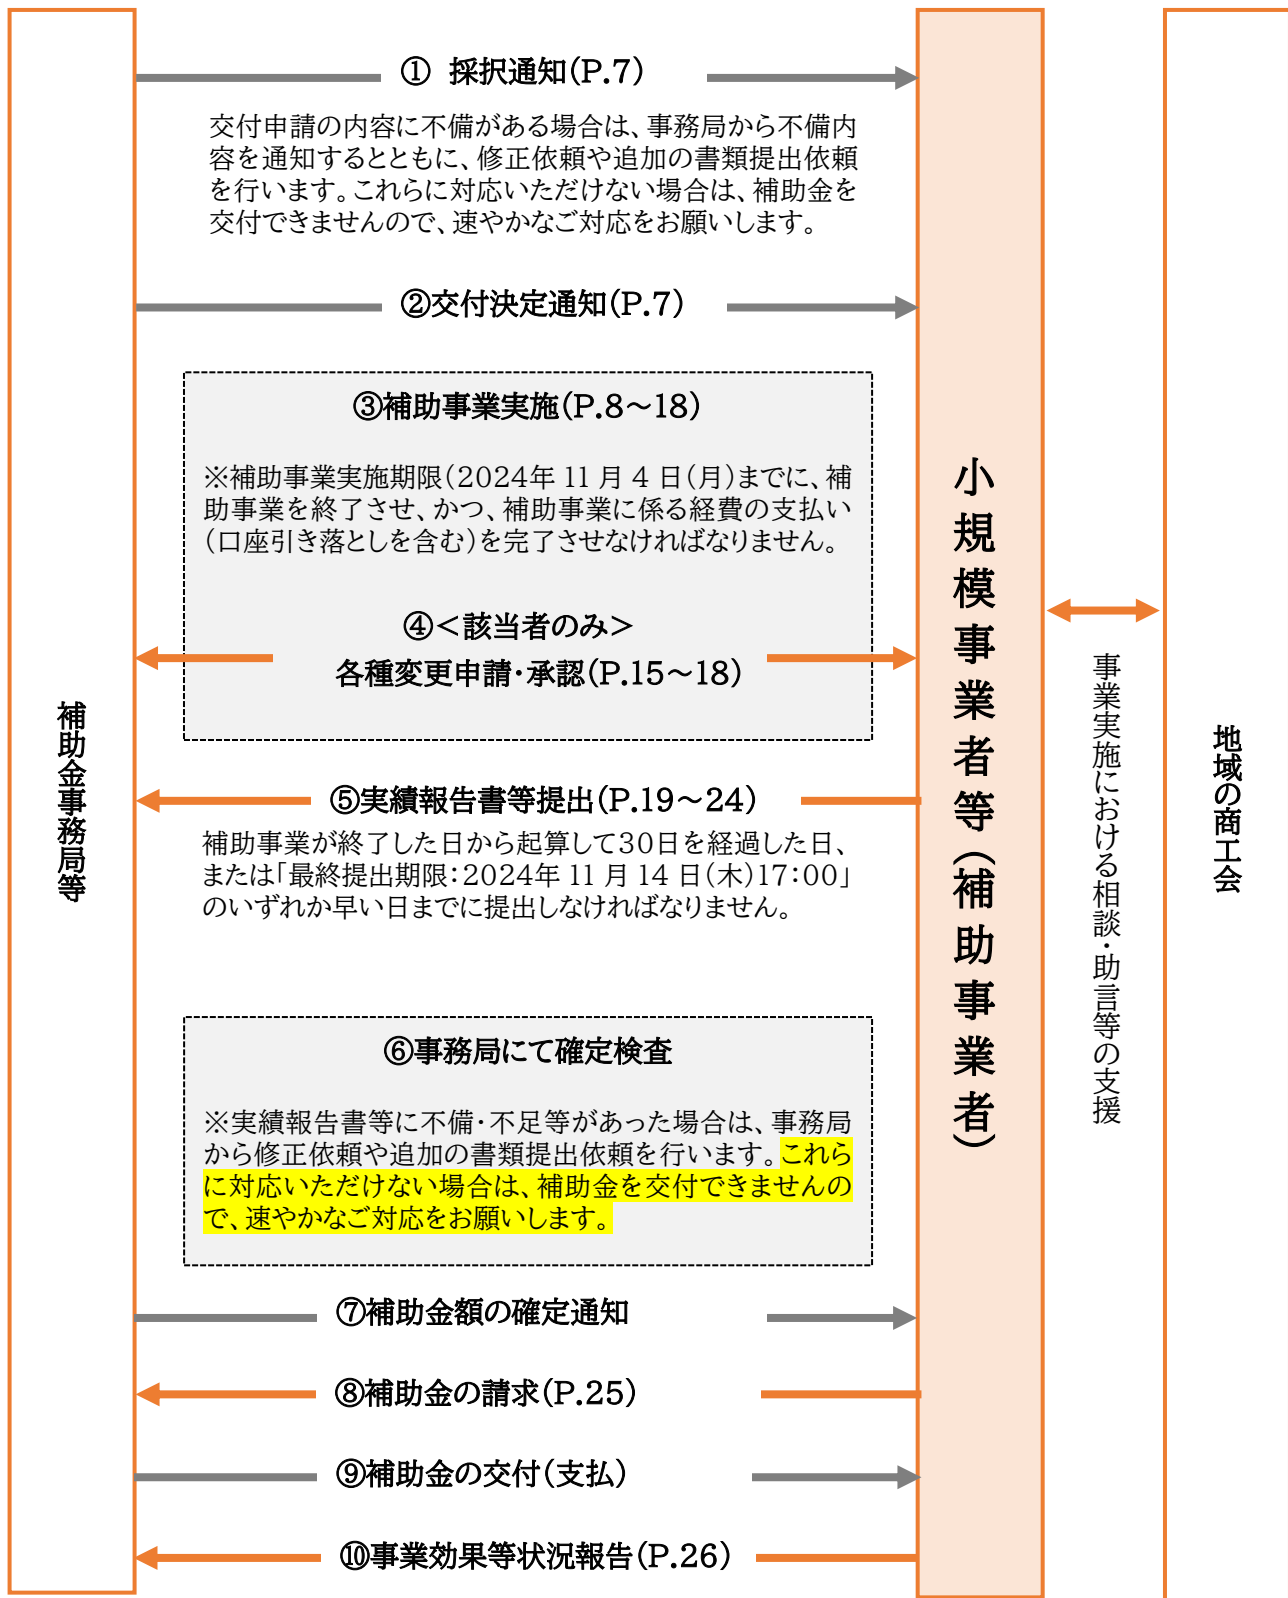 ① 採択通知(P.7)
交付申請の内容に不備がある場合は、事務局から不備内
容を通知するとともに、修正依頼や追加の書類提出依頼
を行います。これらに対応いただけない場合は、補助金を
交付できませんので、速やかなご対応をお願いします。
②交付決定通知(P.7)
③補助事業実施(P.8～18)
※補助事業実施期限(2024年 11 月 4 日(月)までに、補
助事業を終了させ、かつ、補助事業に係る経費の支払い
(口座引き落としを含む)を完了させなければなりません。
④＜該当者のみ＞
各種変更申請・承認(P.15～18)
⑤実績報告書等提出(P.19～24)
補助事業が終了した日から起算して30日を経過した日、
または「最終提出期限：2024年 11 月 14 日(木)17：00」
のいずれか早い日までに提出しなければなりません。
⑥事務局にて確定検査
※実績報告書等に不備・不足等があった場合は、事務局
から修正依頼や追加の書類提出依頼を行います。これら
に対応いただけない場合は、補助金を交付できませんの
で、速やかなご対応をお願いします。
⑦補助金額の確定通知
⑧補助金の請求(P.25)
⑨補助金の交付(支払)
⑩事業効果等状況報告(P.26)
補助金事務局等
小規模事業者等(補助事業者)
事業実施における相談・助言等の支援
地域の商工会